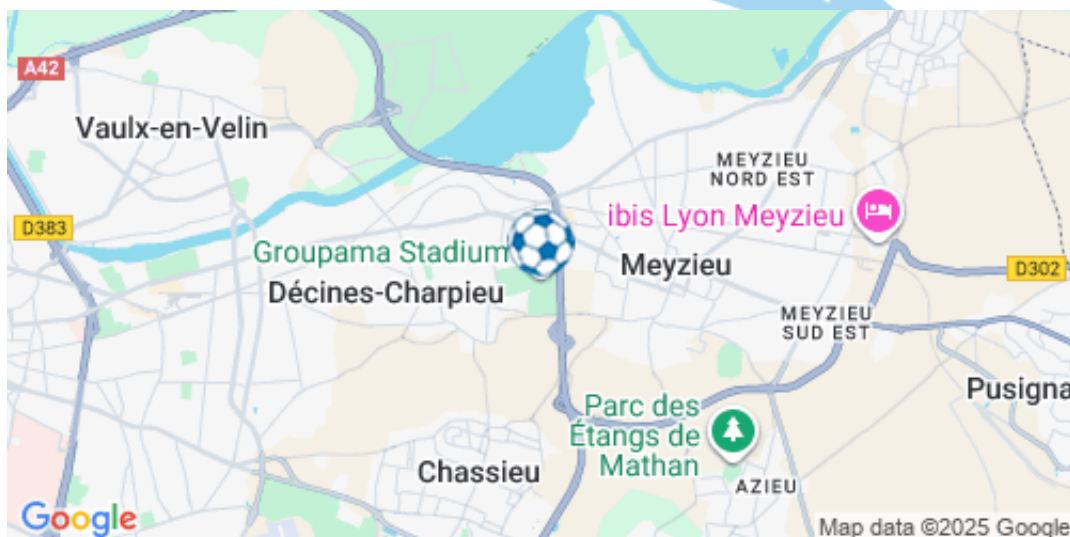 A42
Vaulx-en-Velin
MEYZIEU
NORD EST
ibis Lyon Meyzieu
D383
Groupama Stadium
Meyzieu
D302
Décines-Charpieu
MEYZIEU
SUD EST
Pusigna
Parc des
Étangs de
Mathan
Chassieu
AZIEU
Google
Map data ©2025 Google